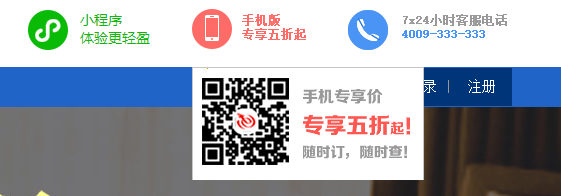 小程序
体验更轻盈
手机版
专享五折起
7x24小时客服电话
4009-333-333
录 | 注册
手机专享价
专享五折起!
随时订，随时查!